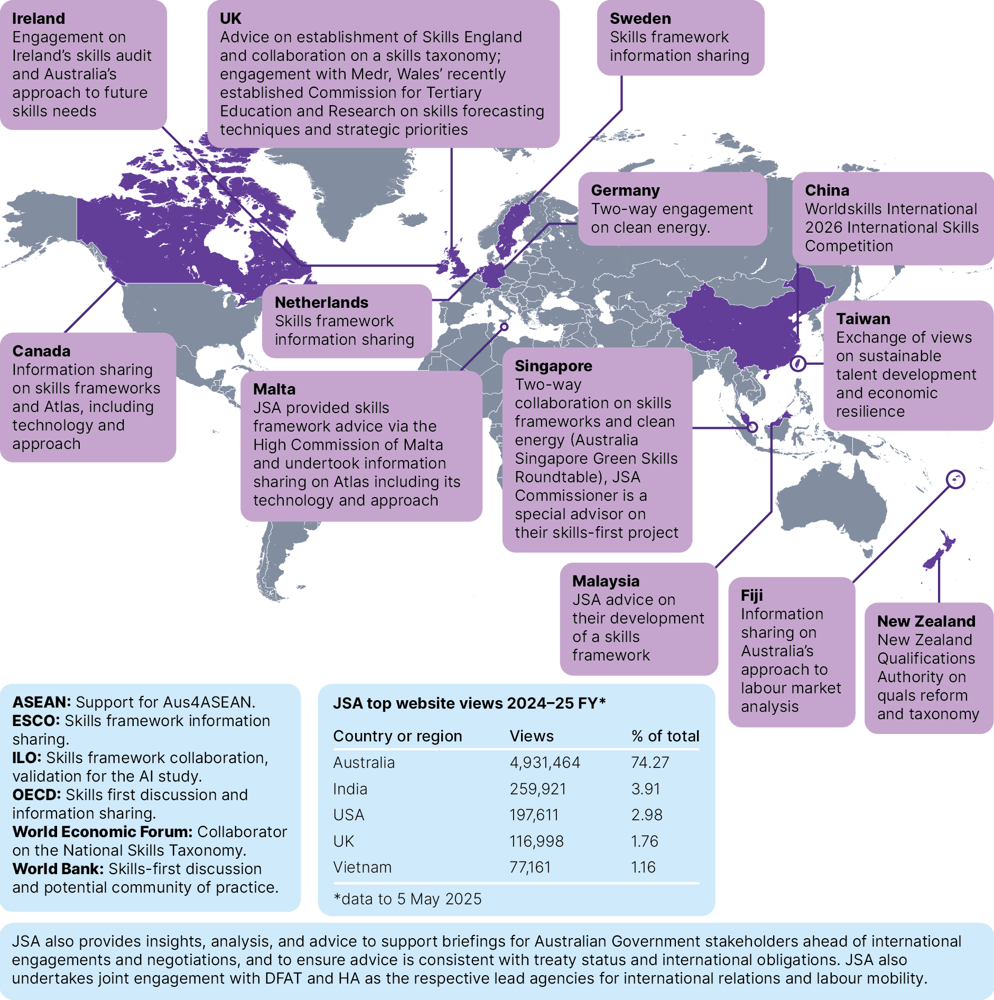 Ireland
Engagement on
Ireland’s skills audit
and Australia’s
approach to future
skills needs
UK
Advice on establishment of Skills England
and collaboration on a skills taxonomy;
engagement with Medr, Wales’ recently
established Commission for Tertiary
Education and Research on skills forecasting
techniques and strategic priorities
Sweden
Skills framework
information sharing
Germany
Two-way engagement
on clean energy.
China
Worldskills International
2026 International Skills
Competition
Netherlands
Skills framework
information sharing
Taiwan
Exchange of views
on sustainable
talent development
and economic
resilience
Canada
Information sharing
on skills frameworks
and Atlas, including
technology and
approach
Malta
JSA provided skills
framework advice via the
High Commission of Malta
and undertook information
sharing on Atlas including its
technology and approach
Singapore
Two-way
collaboration on skills
frameworks and clean
energy (Australia
Singapore Green Skills
Roundtable), JSA
Commissioner is a
special advisor on
their skills-first project
Malaysia
JSA advice on
their development
of a skills
framework
Fiji
Information
sharing on
Australia’s
approach to
labour market
analysis
New Zealand
New Zealand
Qualifications
Authority on
quals reform
and taxonomy
ASEAN: Support for Aus4ASEAN.
ESCO: Skills framework information
sharing.
ILO: Skills framework collaboration,
validation for the AI study.
OECD: Skills first discussion and
information sharing.
World Economic Forum: Collaborator
on the National Skills Taxonomy.
World Bank: Skills-first discussion
and potential community of practice.
JSA top website views 2024–25 FY*
Country or region Views % of total
Australia 4,931,464 74.27
India 259,921 3.91
USA 197,611 2.98
UK 116,998 1.76
Vietnam 77,161 1.16
*data to 5 May 2025
JSA also provides insights, analysis, and advice to support briefings for Australian Government stakeholders ahead of international
engagements and negotiations, and to ensure advice is consistent with treaty status and international obligations. JSA also
undertakes joint engagement with DFAT and HA as the respective lead agencies for international relations and labour mobility.